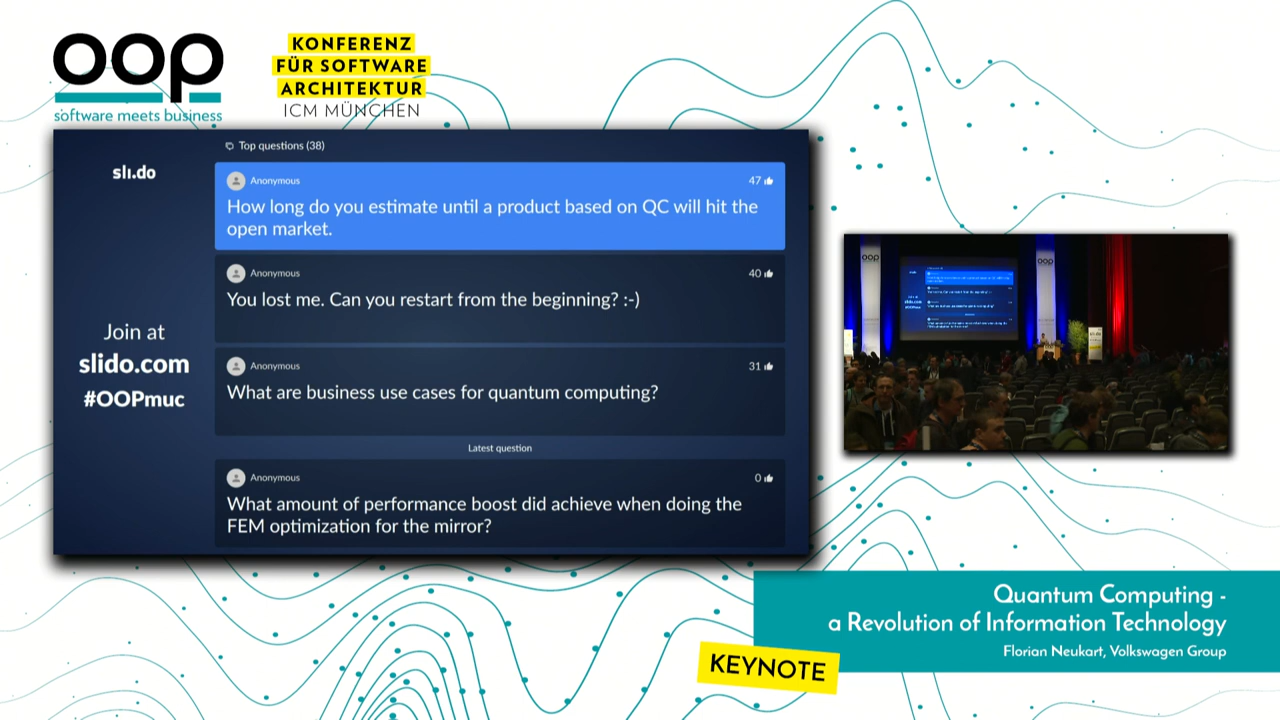 oop
software meets business
KONFERENZ
FÜR SOFTWARE
ARCHITEKTUR
ICM MÜNCHEN
sli.do
Join at
slido.com
#OOPmuc
Top questions (38)
Anonymous
47
How long do you estimate until a product based on QC will hit the
open market.
Anonymous
40
You lost me. Can you restart from the beginning? :-)
Anonymous
31
What are business use cases for quantum computing?
Latest question
Anonymous
0
What amount of performance boost did achieve when doing the
FEM optimization for the mirror?
oop
oop
Quantum Computing -
a Revolution of Information Technology
Florian Neukart, Volkswagen Group
KEYNOTE